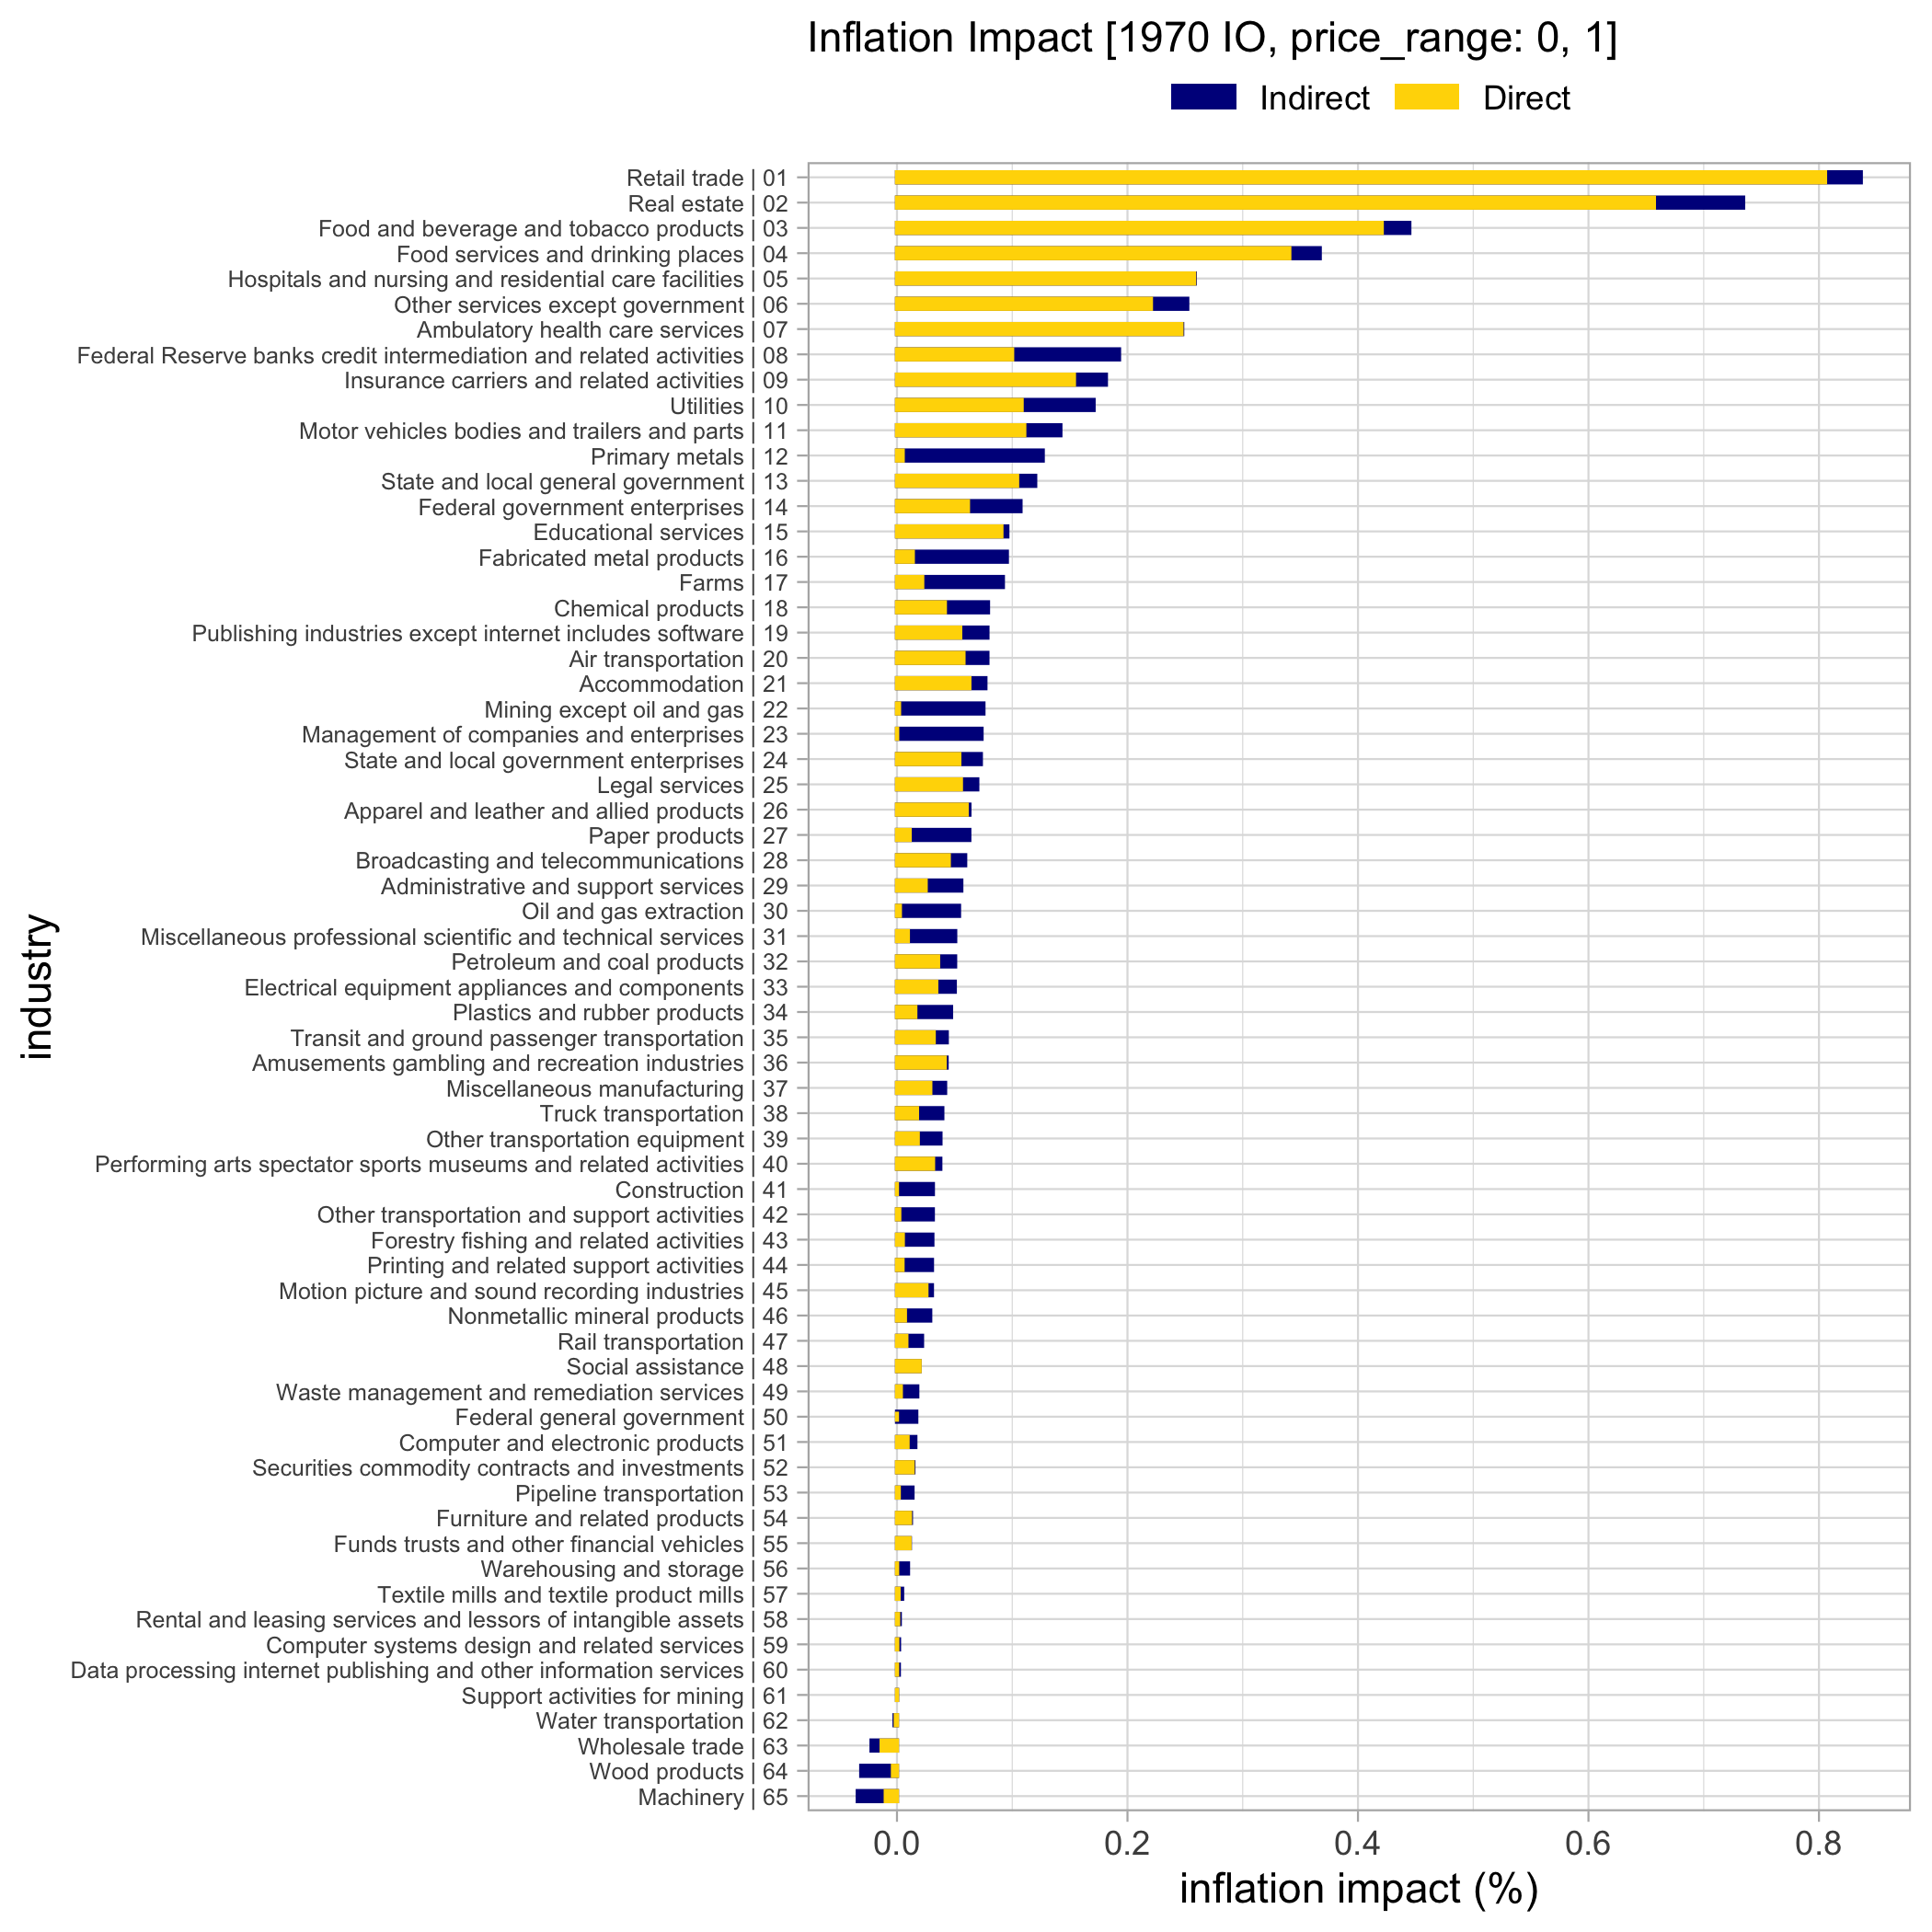 Inflation Impact [1970 IO, price_range: 0, 1]
Indirect Direct
Retail trade | 01
Real estate | 02
Food and beverage and tobacco products | 03
Food services and drinking places | 04
Hospitals and nursing and residential care facilities | 05
Other services except government | 06
Ambulatory health care services | 07
Federal Reserve banks credit intermediation and related activities | 08
Insurance carriers and related activities | 09
Utilities | 10
Motor vehicles bodies and trailers and parts | 11
Primary metals | 12
State and local general government | 13
Federal government enterprises | 14
Educational services | 15
Fabricated metal products | 16
Farms | 17
Chemical products | 18
Publishing industries except internet includes software | 19
Air transportation | 20
Accommodation | 21
Mining except oil and gas | 22
Management of companies and enterprises | 23
State and local government enterprises | 24
Legal services | 25
Apparel and leather and allied products | 26
Paper products | 27
Broadcasting and telecommunications | 28
Administrative and support services | 29
Oil and gas extraction | 30
Miscellaneous professional scientific and technical services | 31
Petroleum and coal products | 32
Electrical equipment appliances and components | 33
Plastics and rubber products | 34
Transit and ground passenger transportation | 35
Amusements gambling and recreation industries | 36
Miscellaneous manufacturing | 37
Truck transportation | 38
Other transportation equipment | 39
Performing arts spectator sports museums and related activities | 40
Construction | 41
Other transportation and support activities | 42
Forestry fishing and related activities | 43
Printing and related support activities | 44
Motion picture and sound recording industries | 45
Nonmetallic mineral products | 46
Rail transportation | 47
Social assistance | 48
Waste management and remediation services | 49
Federal general government | 50
Computer and electronic products | 51
Securities commodity contracts and investments | 52
Pipeline transportation | 53
Furniture and related products | 54
Funds trusts and other financial vehicles | 55
Warehousing and storage | 56
Textile mills and textile product mills | 57
Rental and leasing services and lessors of intangible assets | 58
Computer systems design and related services | 59
Data processing internet publishing and other information services | 60
Support activities for mining | 61
Water transportation | 62
Wholesale trade | 63
Wood products | 64
Machinery | 65
industry
0.0 0.2 0.4 0.6 0.8
inflation impact (%)